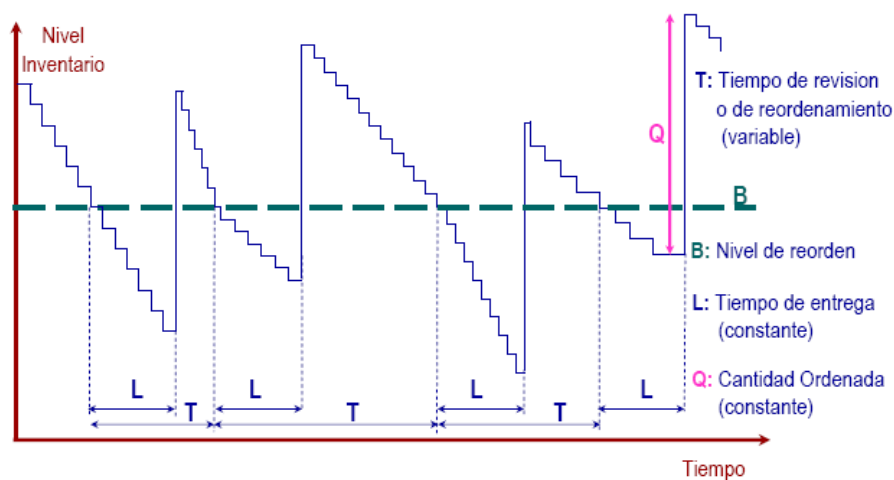 Nivel
Inventario
T: Tiempo de revision
o de reordenamiento
(variable)
Q
B
B: Nivel de reorden
L: Tiempo de entrega
(constante)
Q: Cantidad Ordenada
(constante)
L
L
L
L
T
T
T
Tiempo